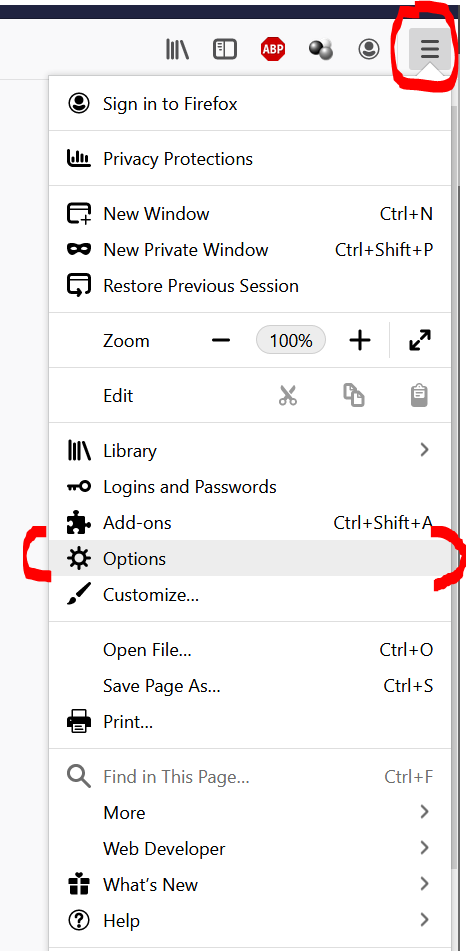 ABP
Sign in to Firefox
Privacy Protections
New Window Ctrl+N
New Private Window Ctrl+Shift+P
Restore Previous Session
Zoom 100%
Edit
Library
Logins and Passwords
Add-ons Ctrl+Shift+A
Options
Customize...
Open File... Ctrl+O
Save Page As... Ctrl+S
Print...
Find in This Page... Ctrl+F
More
Web Developer
What's New
Help